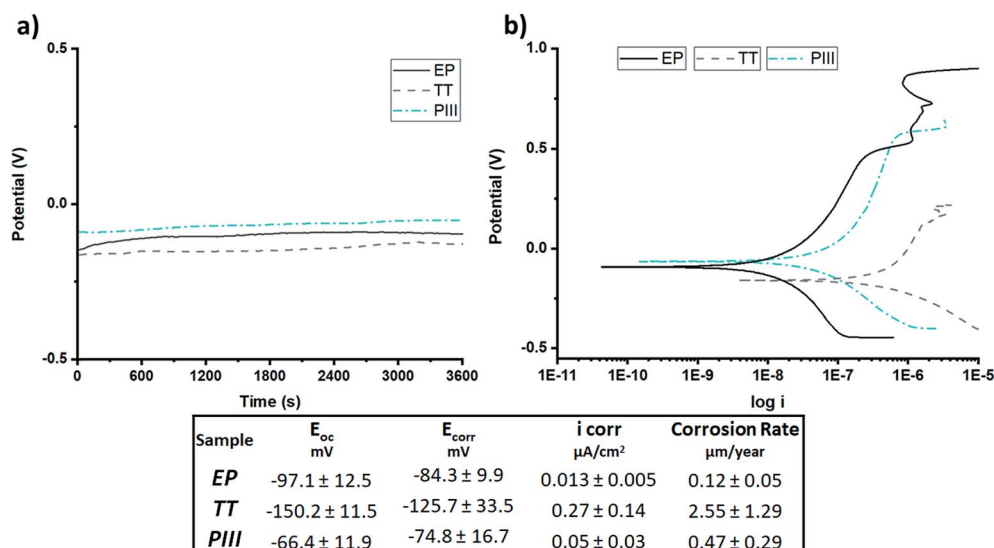 a)
0.5
0.0
-0.5
Potential (V)
EP
TT
PIII
0 600 1200 1800 2400 3000 3600
Time (s)
b)
EP TT PIII
1.0
0.5
0.0
-0.5
Potential (V)
1E-11 1E-10 1E-9 1E-8 1E-7 1E-6 1E-5
log i
Sample E_oc mV E_corr mV i corr µA/cm² Corrosion Rate µm/year
EP -97.1 ± 12.5 -84.3 ± 9.9 0.013 ± 0.005 0.12 ± 0.05
TT -150.2 ± 11.5 -125.7 ± 33.5 0.27 ± 0.14 2.55 ± 1.29
PIII -66.4 ± 11.9 -74.8 ± 16.7 0.05 ± 0.03 0.47 ± 0.29